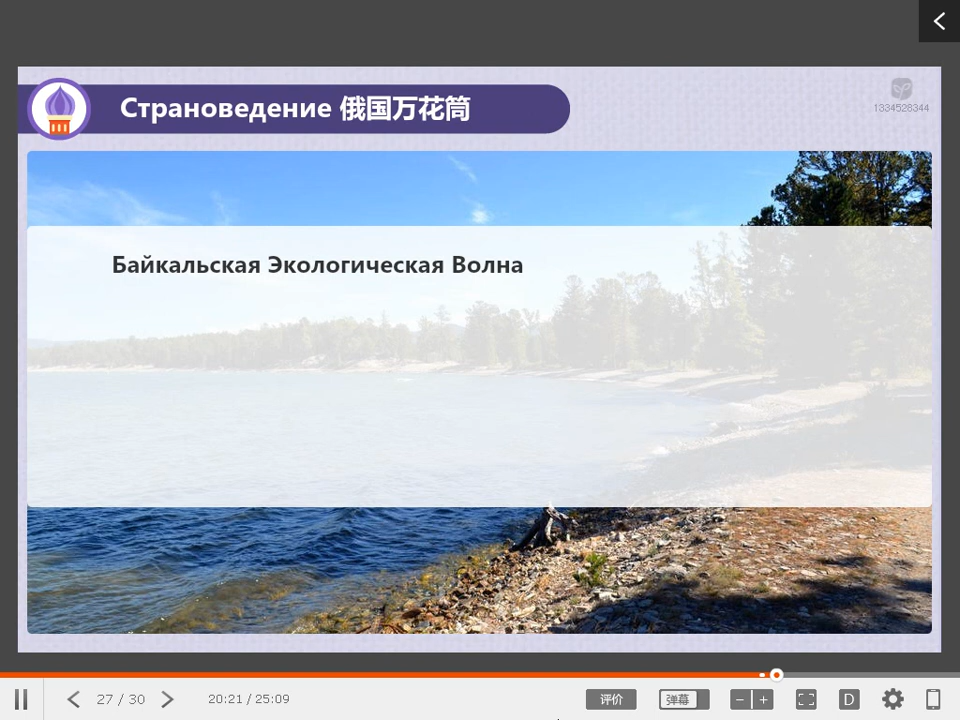 Страноведение 俄国万花筒
1334528344
Байкальская Экологическая Волна
27 / 30
20:21 / 25:09
评价
弹幕
D